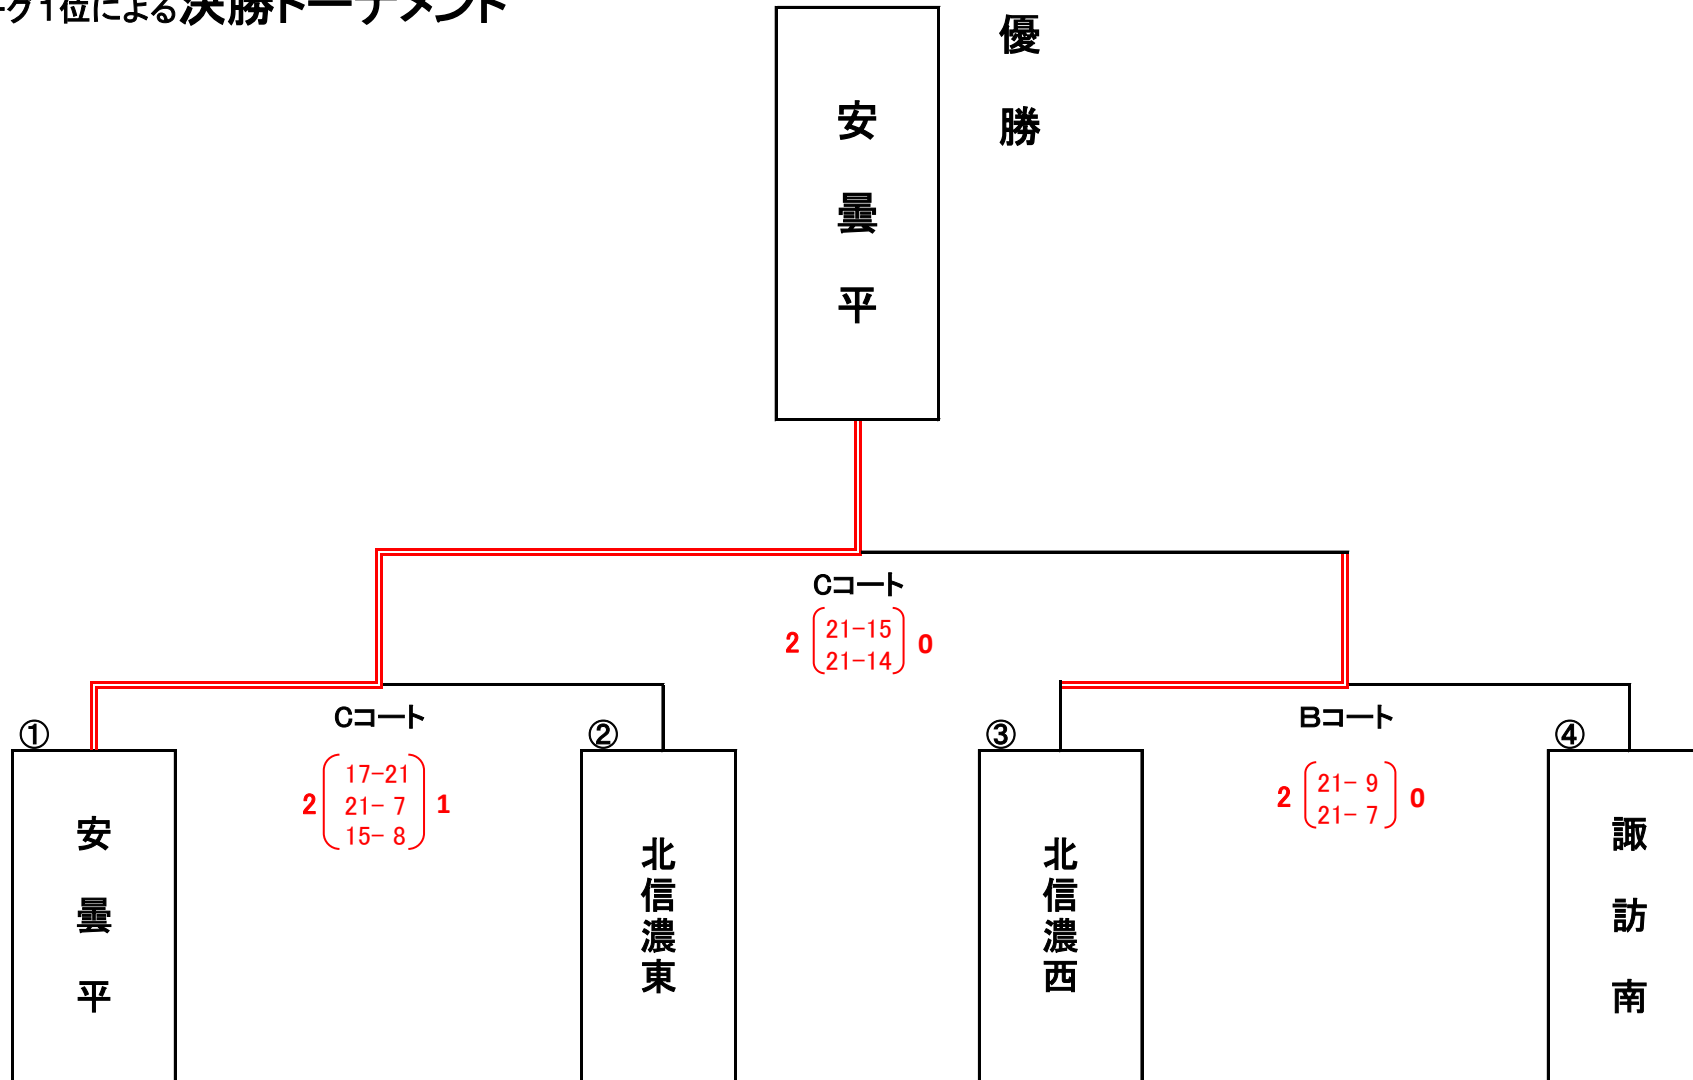 ーグ1位による決勝トーナメント
優勝
安曇平
Cコート
2 21-15 0
21-14
Cコート
2 17-21 1
21- 7
15- 8
Bコート
2 21- 9 0
21- 7
①
安曇平
②
北信濃東
③
北信濃西
④
諏訪南